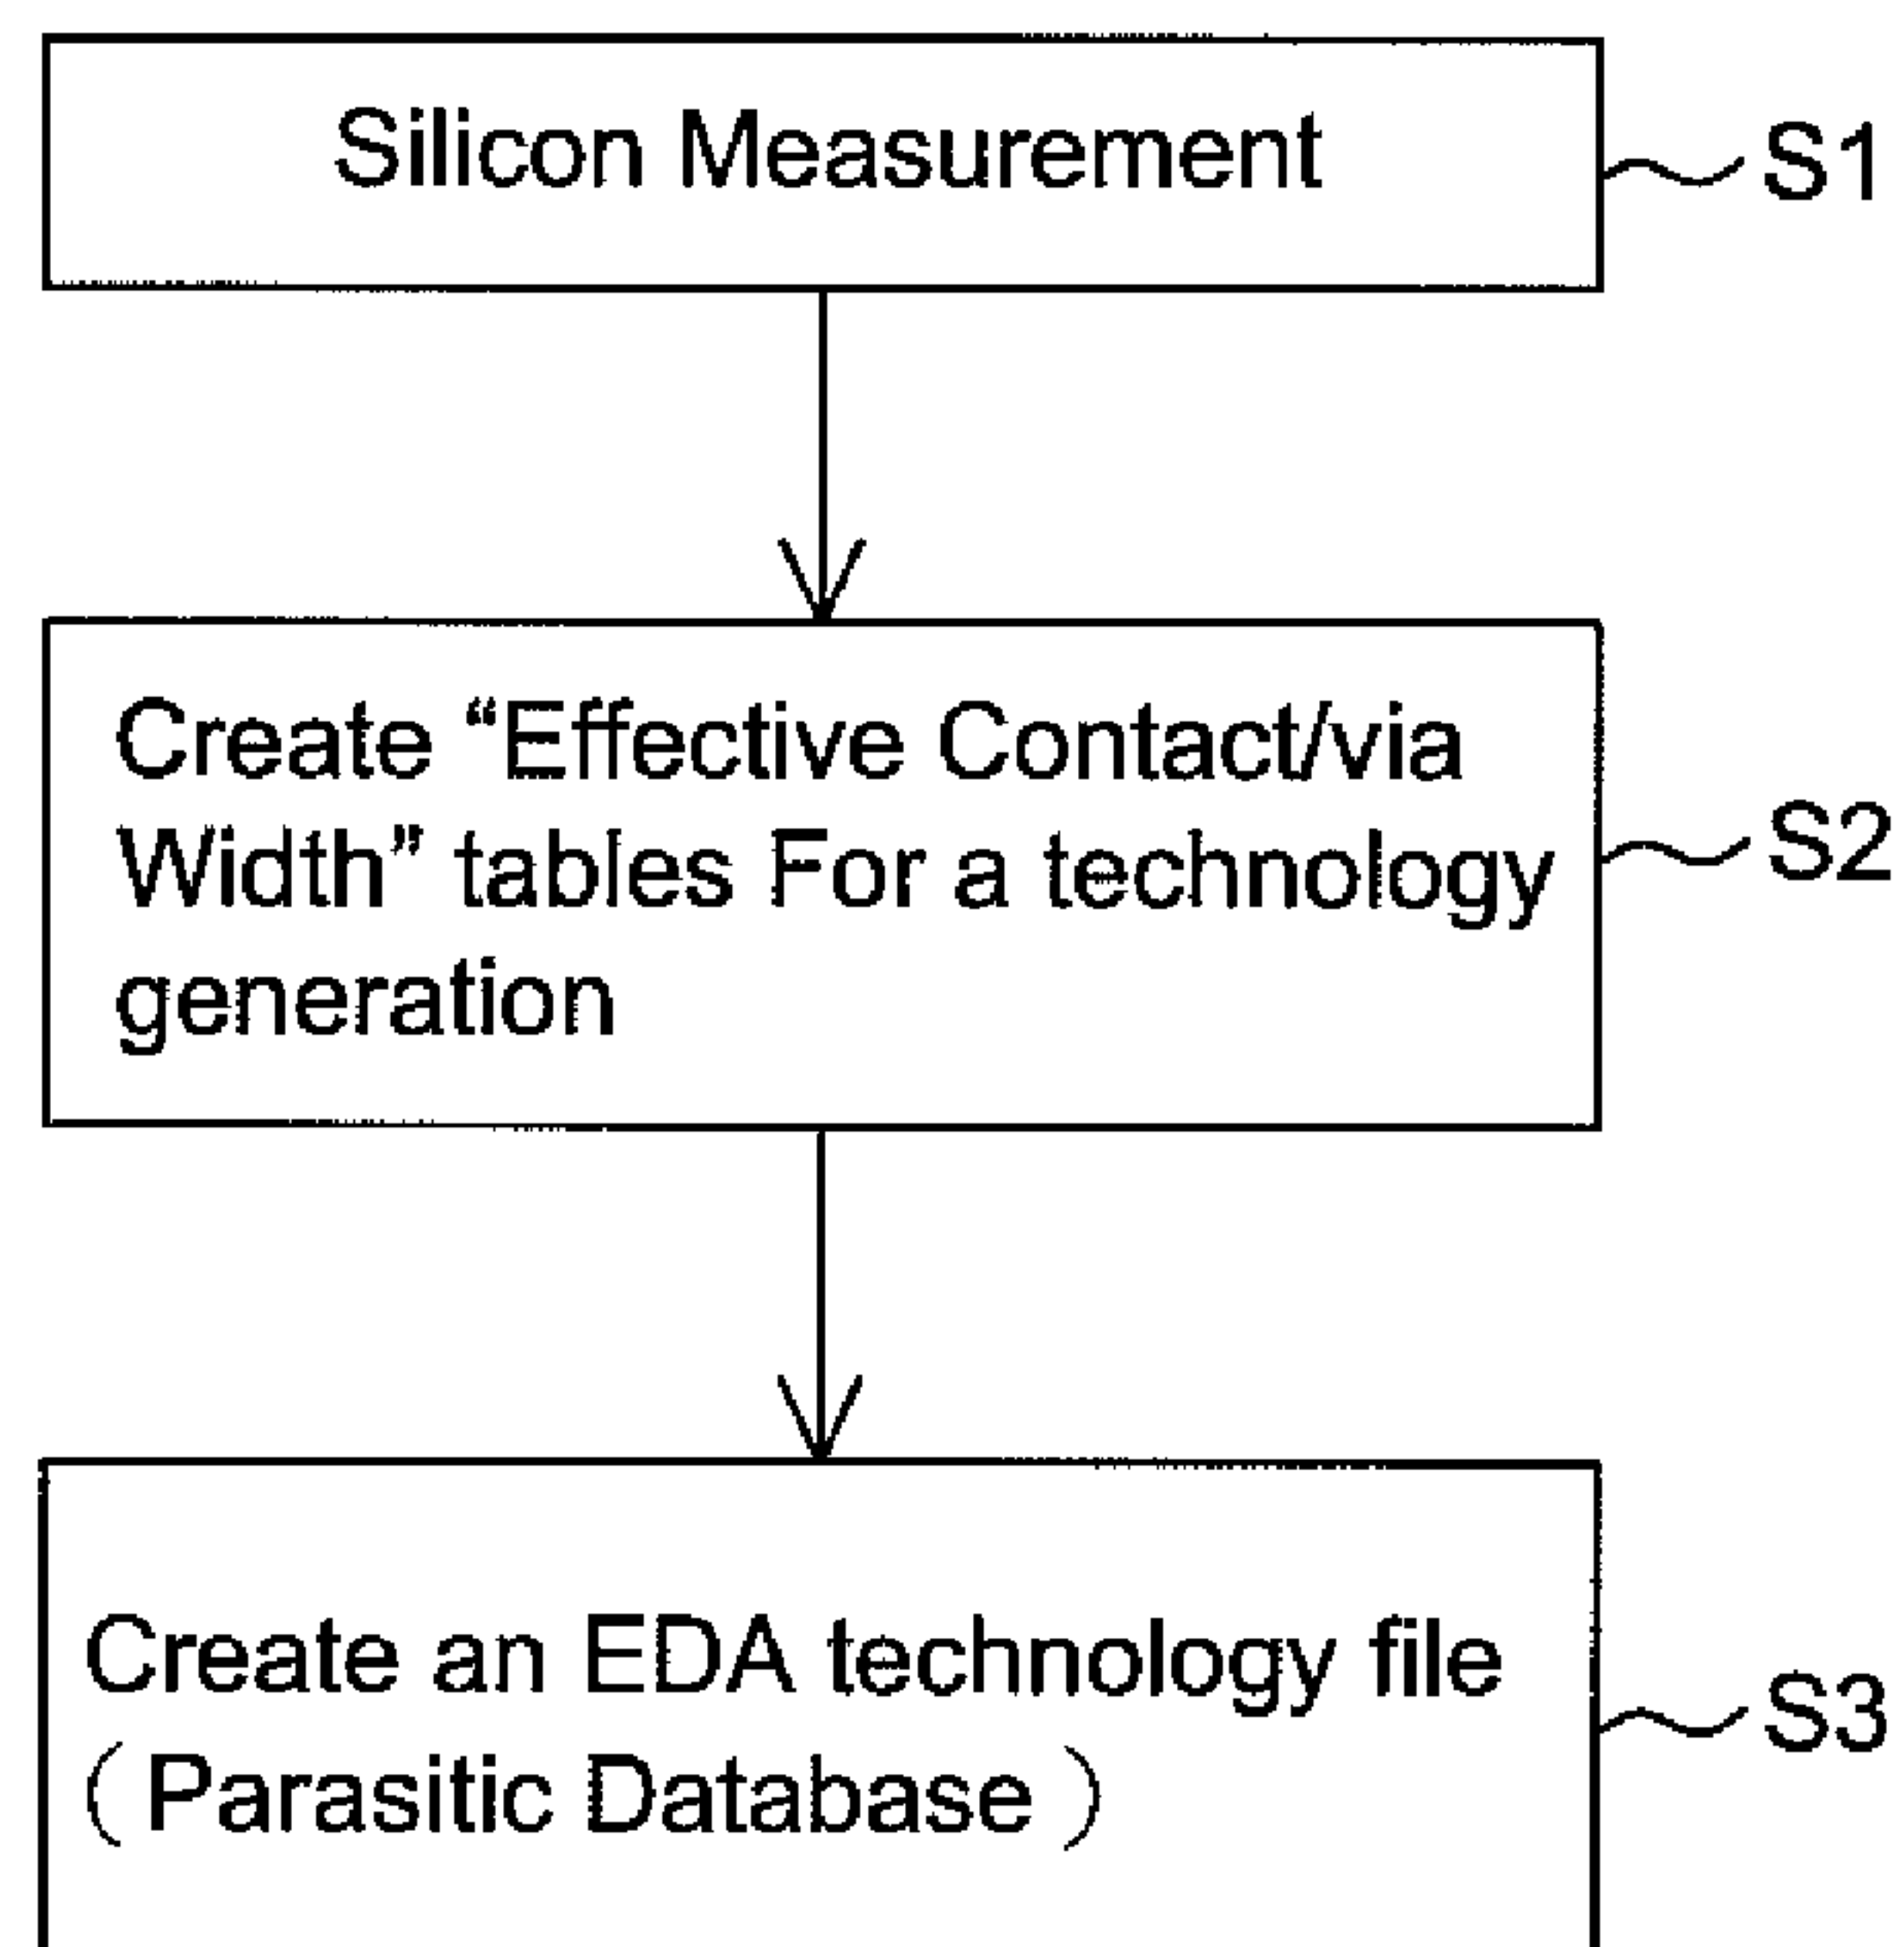 Silicon Measurement
S1
Create “Effective Contact/via
Width” tables For a technology
generation
S2
Create an EDA technology file
(Parasitic Database)
S3